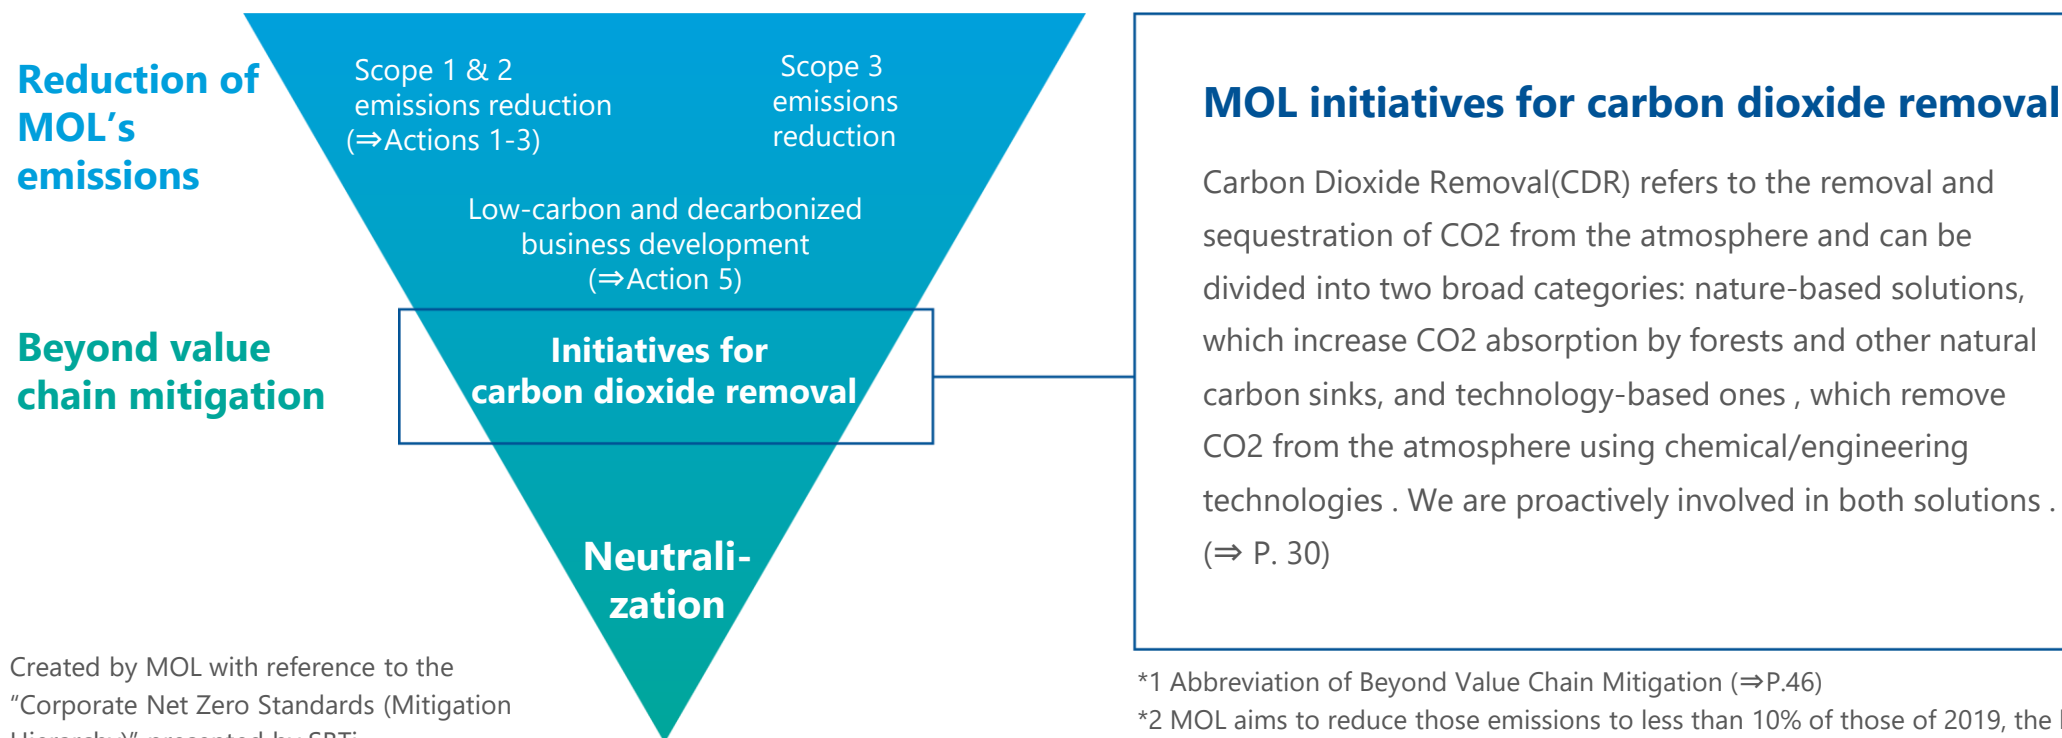 Reduction of
MOL’s
emissions
Scope 1 & 2
emissions reduction
(⇒Actions 1-3)
Scope 3
emissions
reduction
Low-carbon and decarbonized
business development
(⇒Action 5)
Beyond value
chain mitigation
Initiatives for
carbon dioxide removal
Neutrali-
zation
Created by MOL with reference to the
“Corporate Net Zero Standards (Mitigation
Hierarchy)” presented by SBTi
MOL initiatives for carbon dioxide removal
Carbon Dioxide Removal(CDR) refers to the removal and
sequestration of CO2 from the atmosphere and can be
divided into two broad categories: nature-based solutions,
which increase CO2 absorption by forests and other natural
carbon sinks, and technology-based ones , which remove
CO2 from the atmosphere using chemical/engineering
technologies . We are proactively involved in both solutions .
(⇒ P. 30)
*1 Abbreviation of Beyond Value Chain Mitigation (⇒P.46)
*2 MOL aims to reduce those emissions to less than 10% of those of 2019, the